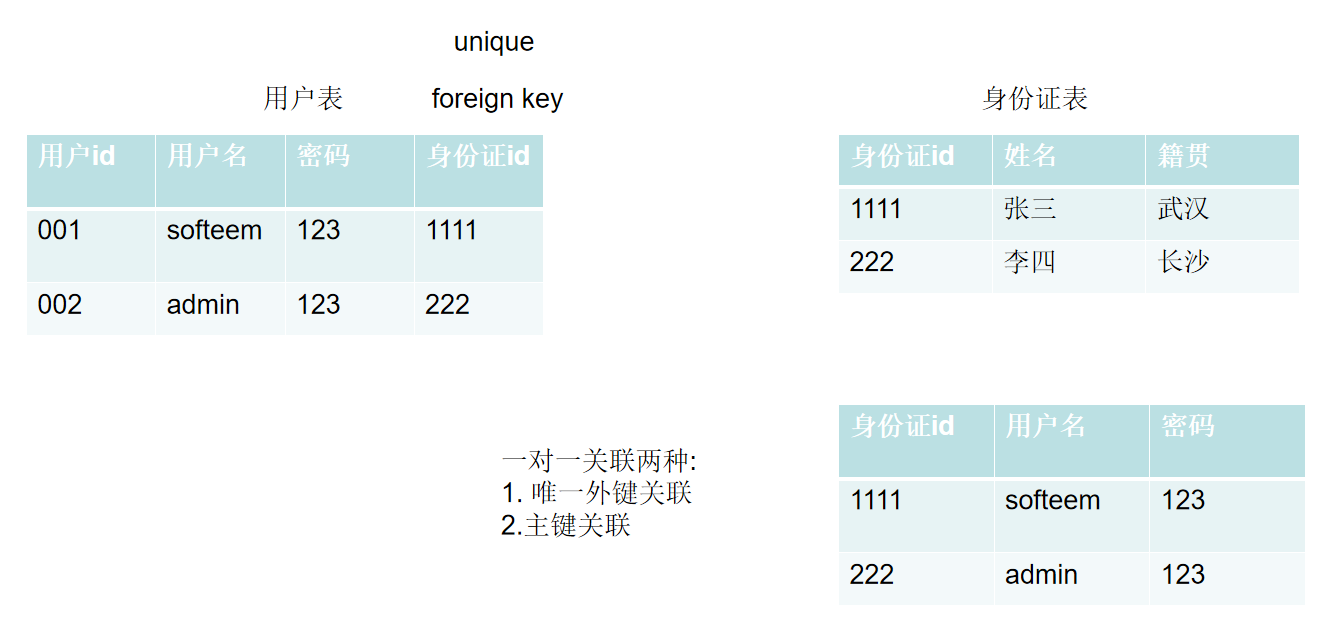 unique
用户表 foreign key
用户id 用户名 密码 身份证id
001 softeem 123 1111
002 admin 123 222
身份证表
身份证id 姓名 籍贯
1111 张三 武汉
222 李四 长沙
一对一关联两种:
1. 唯一外键关联
2.主键关联
身份证id 用户名 密码
1111 softeem 123
222 admin 123